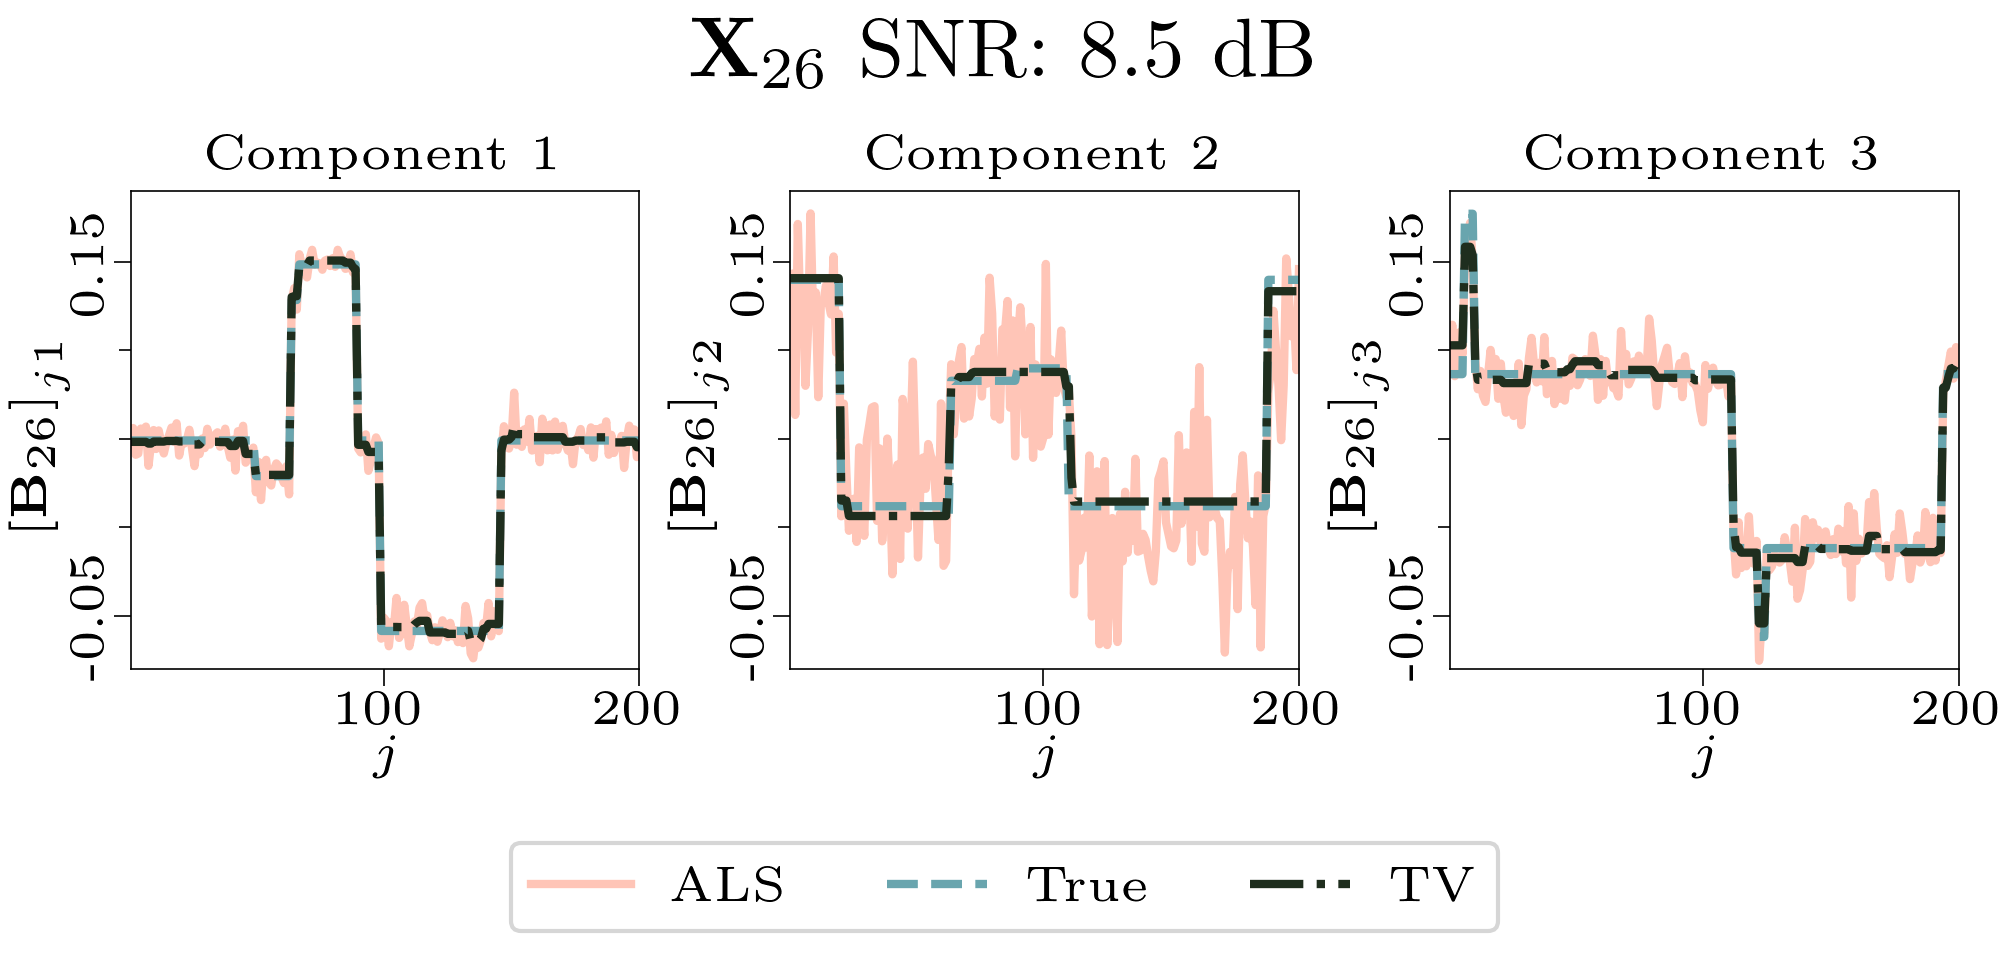 X₂₆ SNR: 8.5 dB
Component 1
Component 2
Component 3
[B₂₆]ⱼ₁
0.15
-0.05
100
200
j
[B₂₆]ⱼ₂
0.15
-0.05
100
200
j
[B₂₆]ⱼ₃
0.15
-0.05
100
200
j
ALS True TV